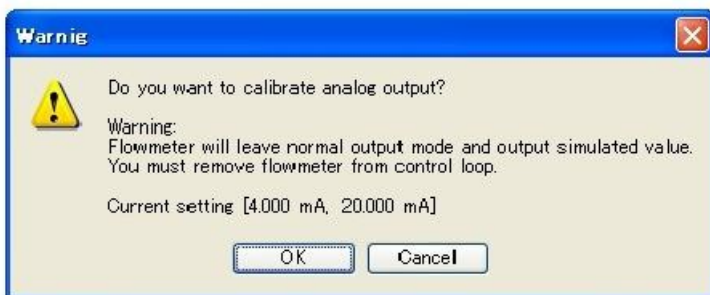 Warnig
Do you want to calibrate analog output?
Warning:
Flowmeter will leave normal output mode and output simulated value.
You must remove flowmeter from control loop.
Current setting [4.000 mA, 20.000 mA]
OK
Cancel